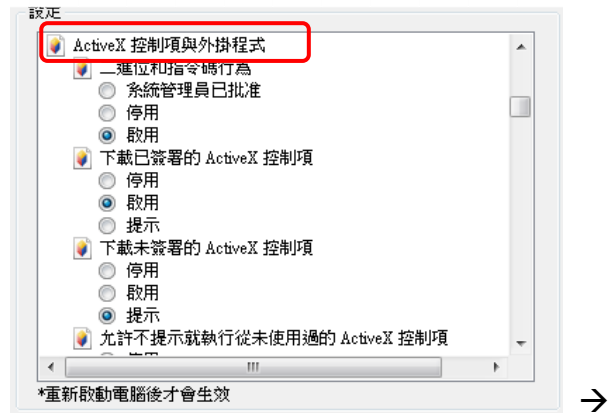 設定
ActiveX 控制項與外掛程式
二進位和指令碼行為
系統管理員已批准
停用
啟用
下載已簽署的 ActiveX 控制項
停用
啟用
提示
下載未簽署的 ActiveX 控制項
停用
啟用
提示
允許不提示就執行從未使用過的 ActiveX 控制項
*重新啟動電腦後才會生效
→